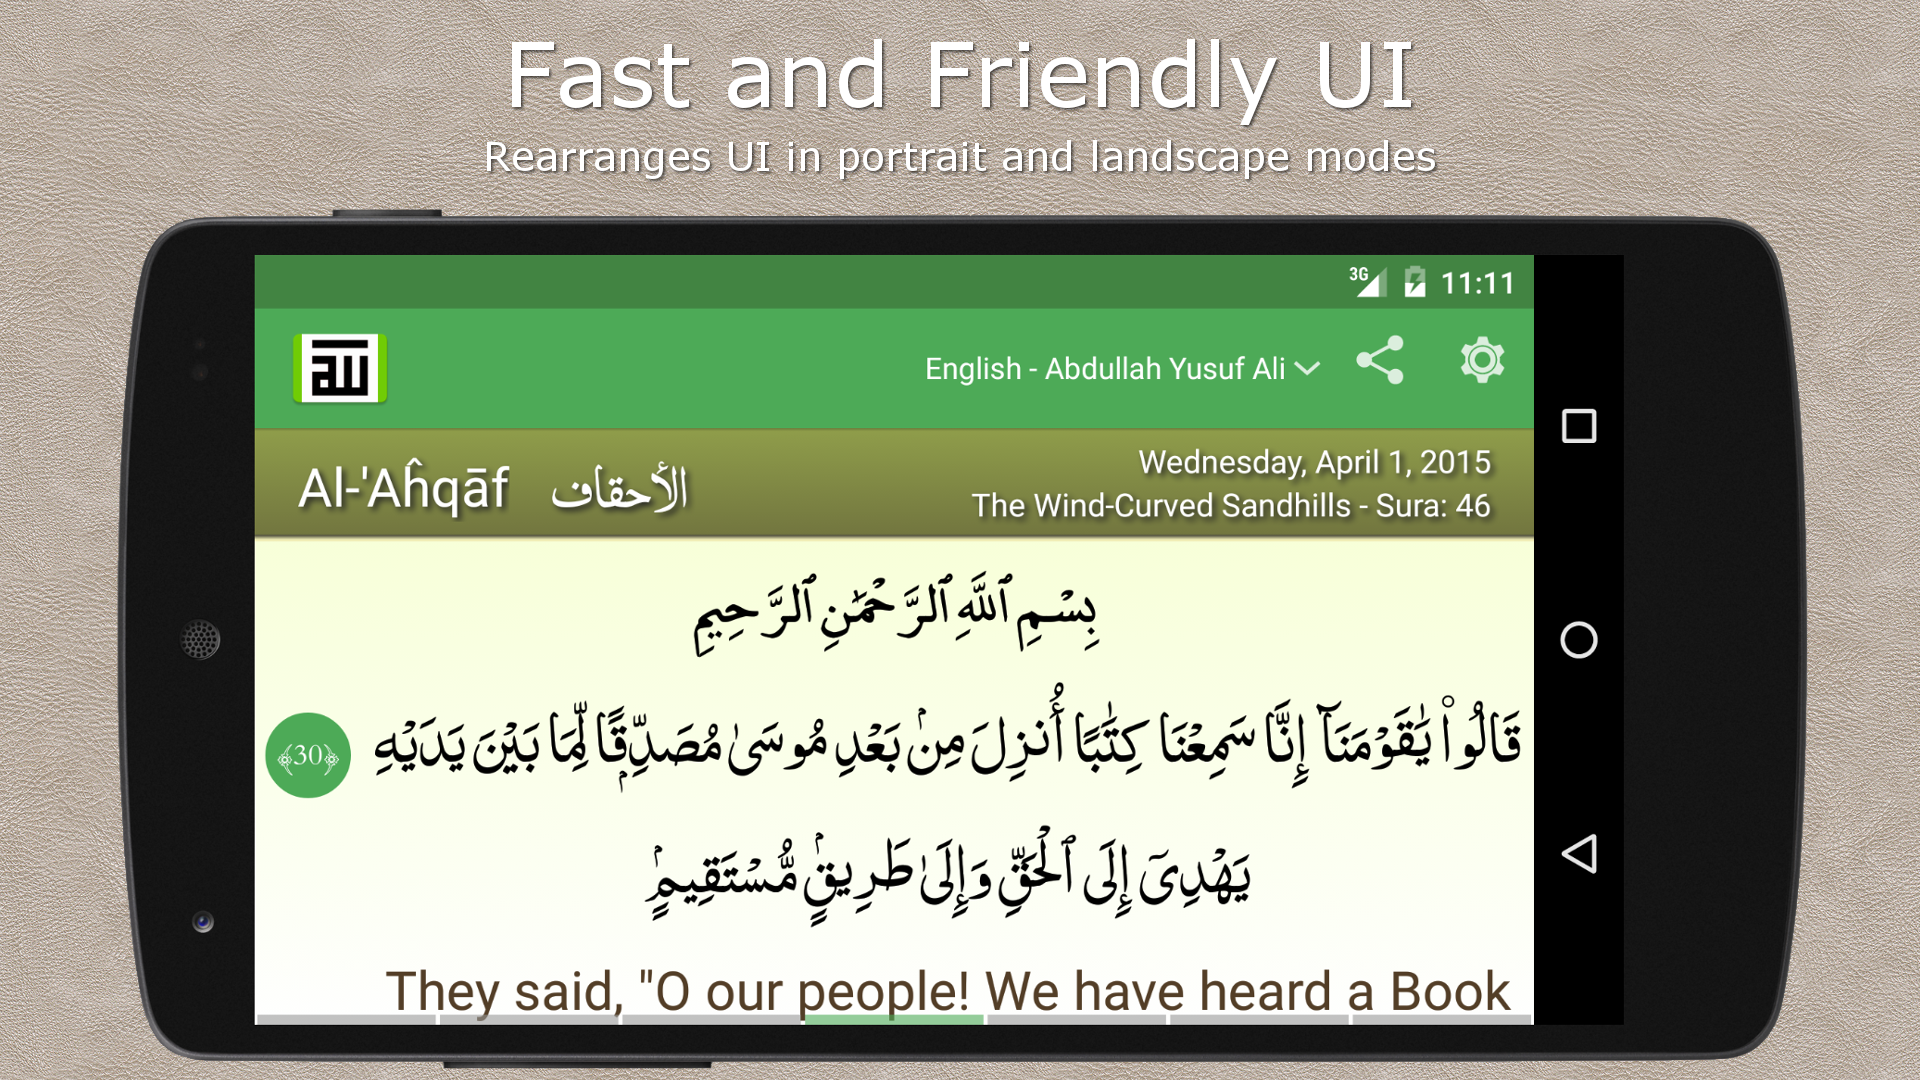 Fast and Friendly UI
Rearranges UI in portrait and landscape modes
3G 11:11
الله
English - Abdullah Yusuf Ali
Al-'Aĥqāf الأحقاف
Wednesday, April 1, 2015
The Wind-Curved Sandhills - Sura: 46
بِسْمِ ٱللَّهِ ٱلرَّحْمَٰنِ ٱلرَّحِيمِ
قَالُوا۟ يَٰقَوْمَنَآ إِنَّا سَمِعْنَا كِتَٰبًا أُنزِلَ مِنۢ بَعْدِ مُوسَىٰ مُصَدِّقًۭا لِّمَا بَيْنَ يَدَيْهِ
﴿30﴾
يَهْدِىٓ إِلَى ٱلْحَقِّ وَإِلَىٰ طَرِيقٍۢ مُّسْتَقِيمٍۢ
They said, "O our people! We have heard a Book